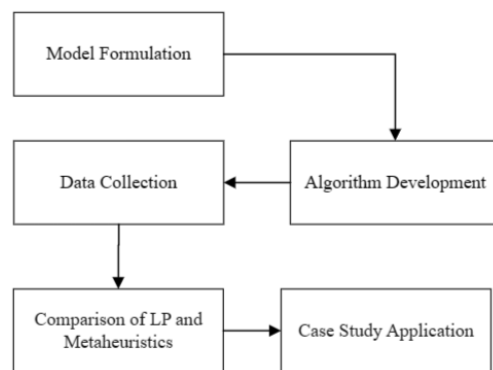 Model Formulation
Data Collection
Algorithm Development
Comparison of LP and
Metaheuristics
Case Study Application